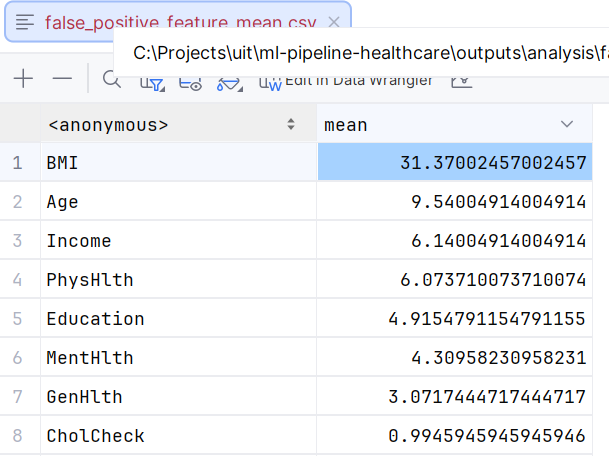 false_positive_feature_mean.csv
C:\Projects\uit\ml-pipeline-healthcare\outputs\analysis\fa
Edit in Data Wrangler
<anonymous> mean
1 BMI 31.37002457002457
2 Age 9.54004914004914
3 Income 6.14004914004914
4 PhysHlth 6.073710073710074
5 Education 4.9154791154791155
6 MentHlth 4.30958230958231
7 GenHlth 3.0717444717444717
8 CholCheck 0.9945945945945946